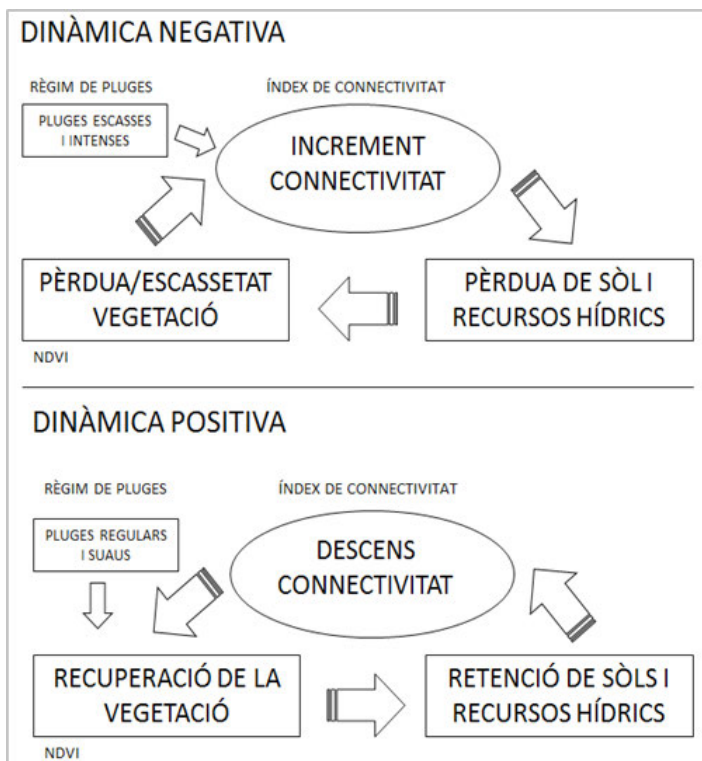 DINÀMICA NEGATIVA
RÈGIM DE PLUGES
ÍNDEX DE CONNECTIVITAT
PLUGES ESCASSES
I INTENSES
INCREMENT
CONNECTIVITAT
PÈRDUA/ESCASSETAT
VEGETACIÓ
PÈRDUA DE SÒL I
RECURSOS HÍDRICS
NDVI
DINÀMICA POSITIVA
RÈGIM DE PLUGES
ÍNDEX DE CONNECTIVITAT
PLUGES REGULARS
I SUAUS
DESCENS
CONNECTIVITAT
RECUPERACIÓ DE LA
VEGETACIÓ
RETENCIÓ DE SÒLS I
RECURSOS HÍDRICS
NDVI